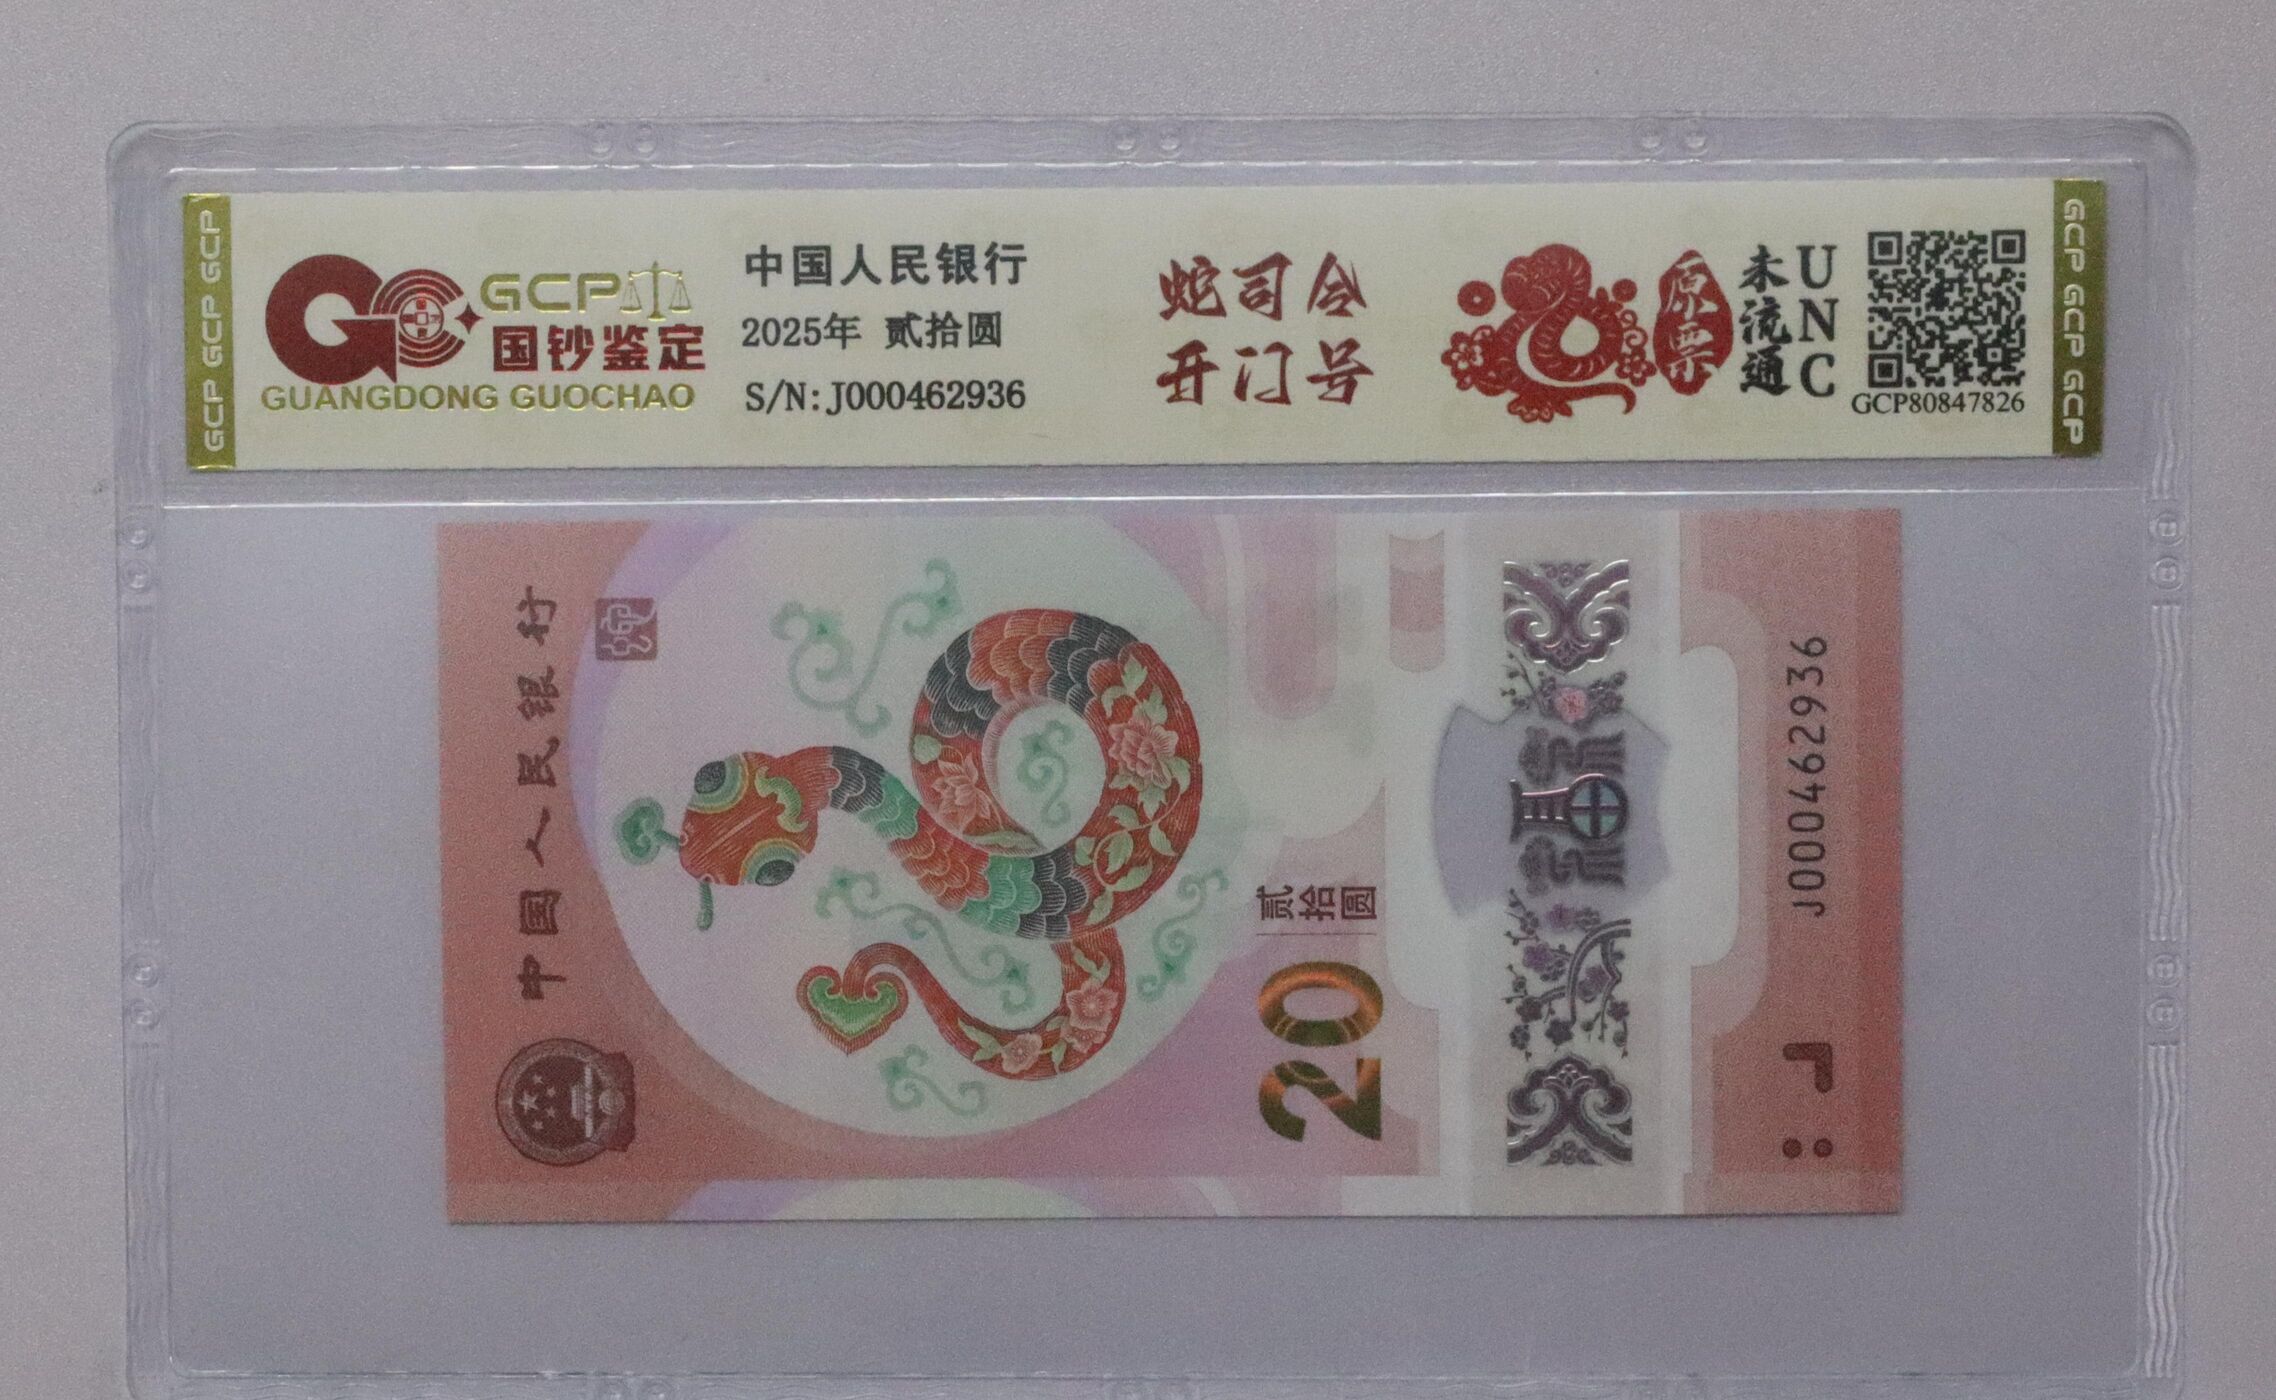 GCP GCP GCP
GCP
国钞鉴定
GUANGDONG GUOCHAO
中国人民银行
2025年 贰拾圆
S/N:J000462936
蛇司令
开门号
原票
未流通
UNC
GCP80847826
GCP GCP GCP
中国人民银行
贰拾圆
20
J000462936
J